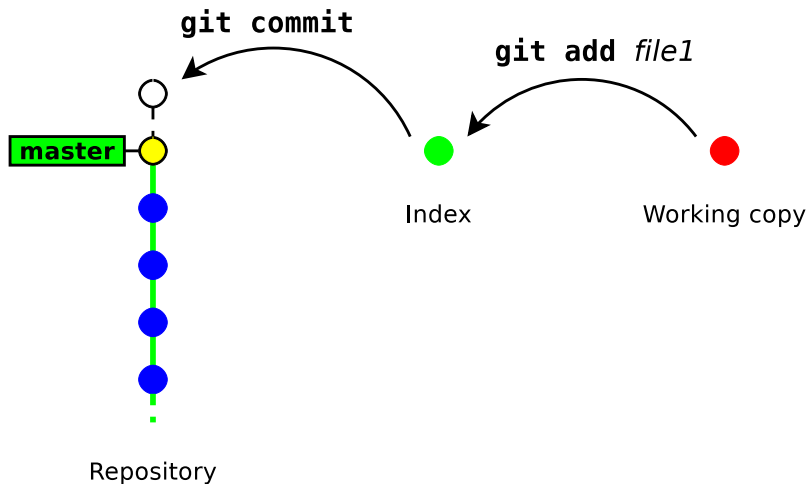 git commit
git add file1
master
Index
Working copy
Repository